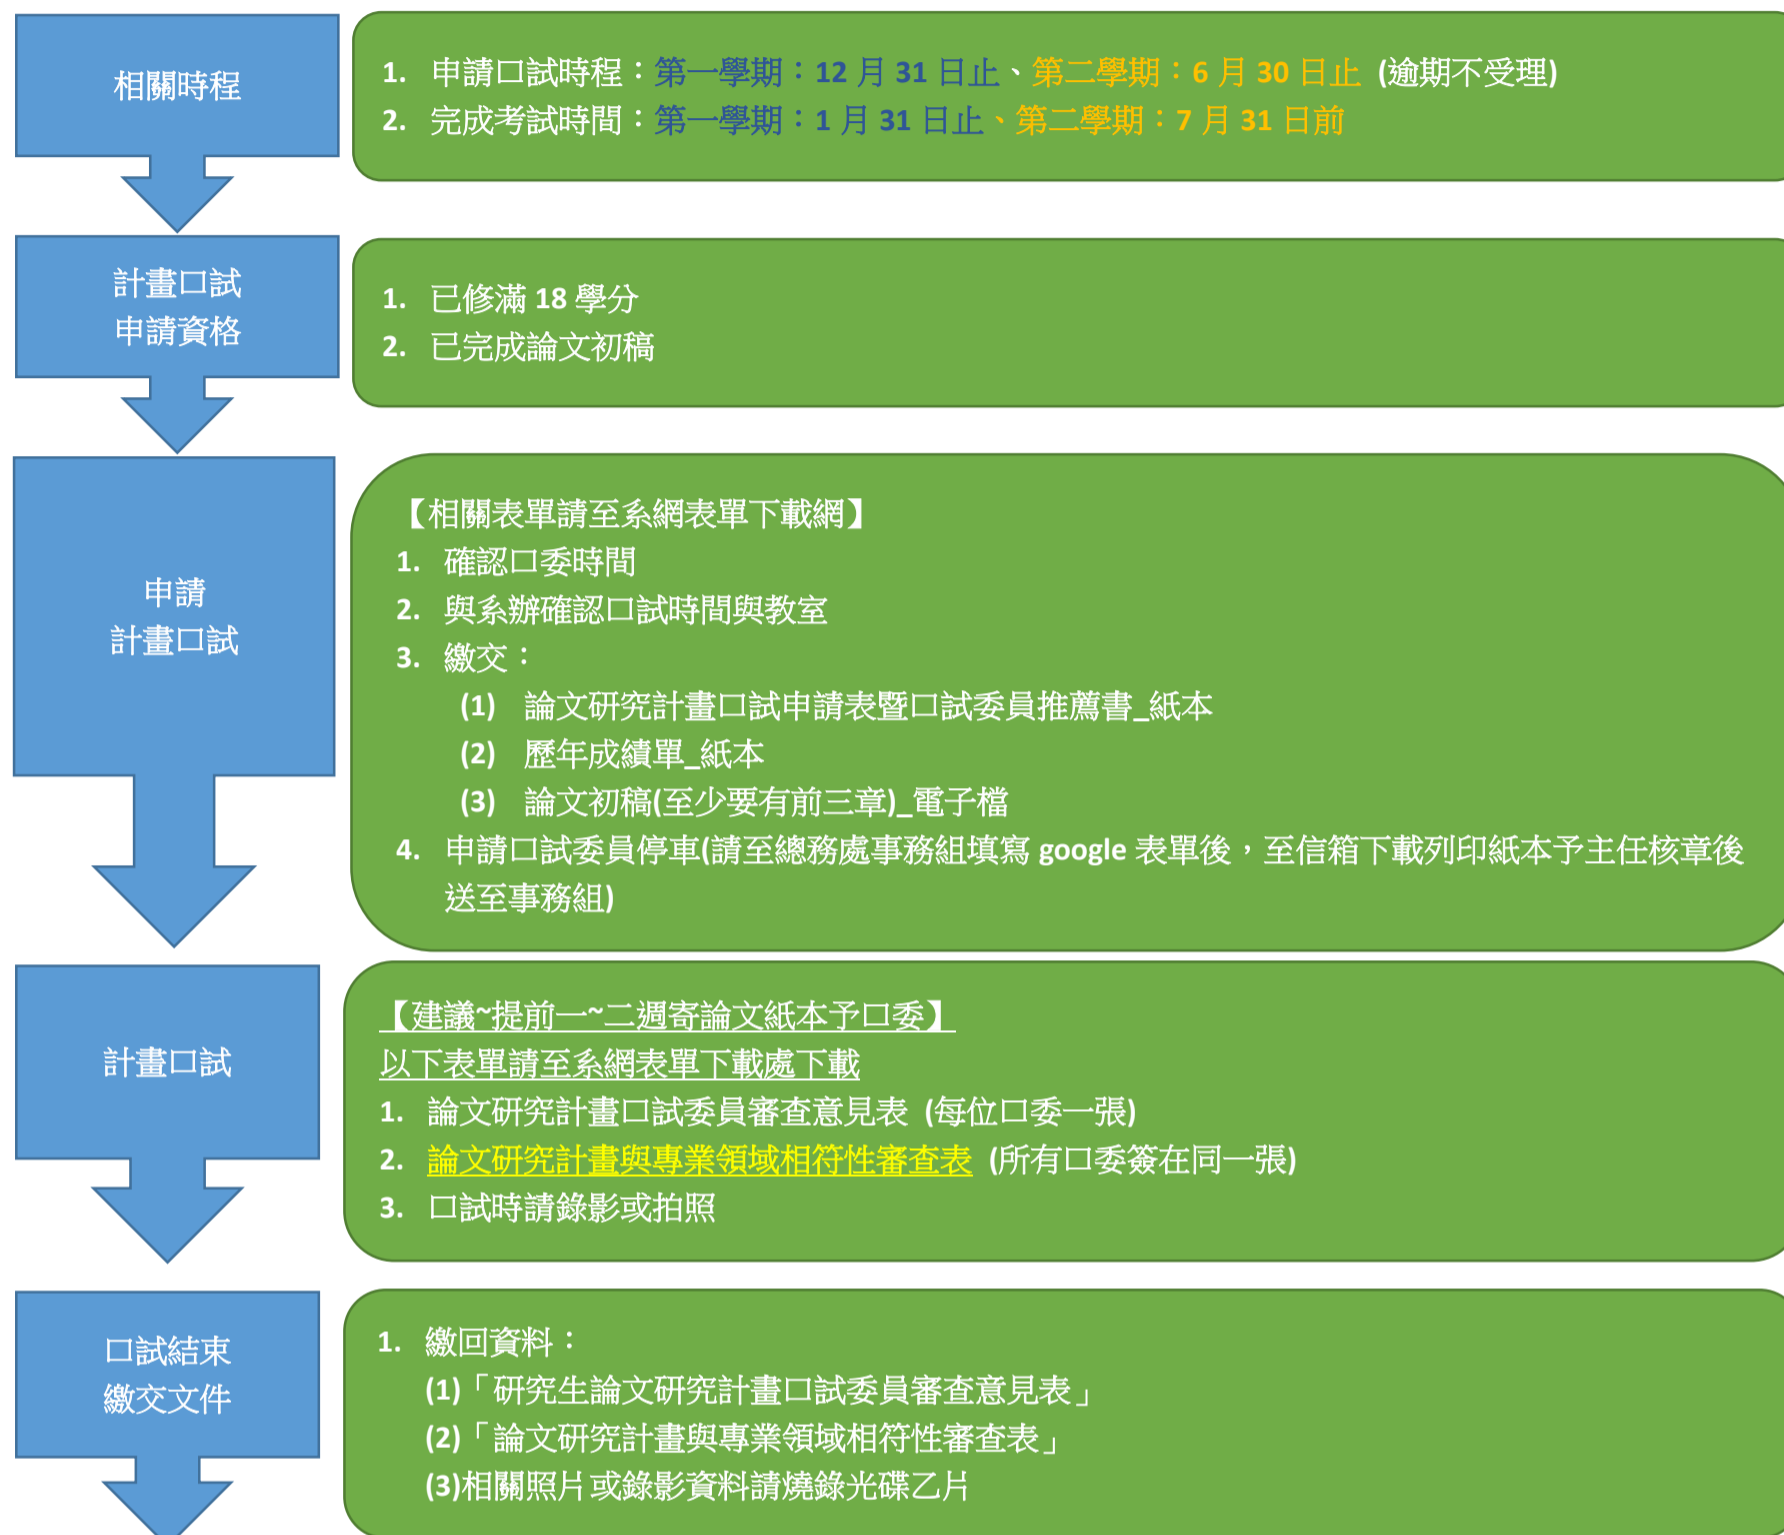 相關時程
1. 申請口試時程：第一學期：12 月 31 日止、第二學期：6 月 30 日止 (逾期不受理)
2. 完成考試時間：第一學期：1 月 31 日止、第二學期：7 月 31 日前
計畫口試
申請資格
1. 已修滿 18 學分
2. 已完成論文初稿
申請
計畫口試
【相關表單請至系網表單下載網】
1. 確認口委時間
2. 與系辦確認口試時間與教室
3. 繳交：
(1) 論文研究計畫口試申請表暨口試委員推薦書_紙本
(2) 歷年成績單_紙本
(3) 論文初稿(至少要有前三章)_電子檔
4. 申請口試委員停車(請至總務處事務組填寫 google 表單後，至信箱下載列印紙本予主任核章後
送至事務組)
計畫口試
【建議~提前一~二週寄論文紙本予口委】
以下表單請至系網表單下載處下載
1. 論文研究計畫口試委員審查意見表 (每位口委一張)
2. 論文研究計畫與專業領域相符性審查表 (所有口委簽在同一張)
3. 口試時請錄影或拍照
口試結束
繳交文件
1. 繳回資料：
(1)「研究生論文研究計畫口試委員審查意見表」
(2)「論文研究計畫與專業領域相符性審查表」
(3)相關照片或錄影資料請燒錄光碟乙片